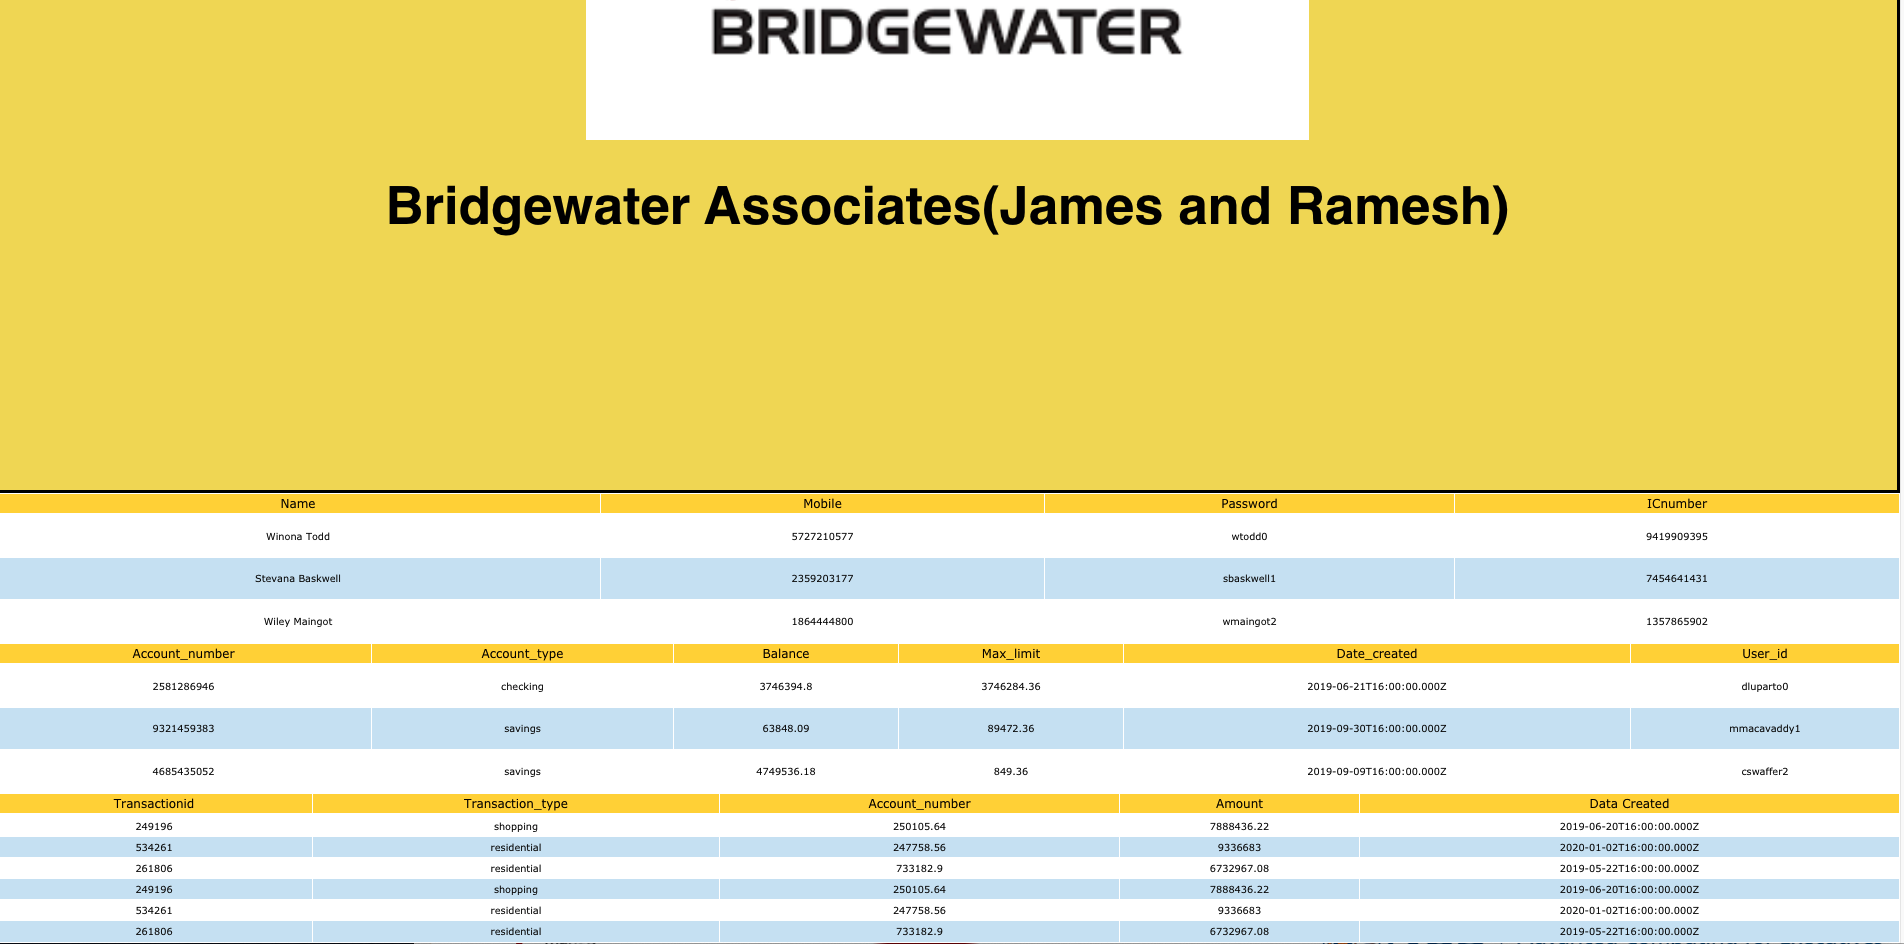 BRIDGEWATER
Bridgewater Associates(James and Ramesh)
Name Mobile Password ICnumber
Winona Todd 5727210577 wtodd0 9419909395
Stevana Baskwell 2359203177 sbaskwell1 7454641431
Wiley Maingot 1864444800 wmaingot2 1357865902
Account_number Account_type Balance Max_limit Date_created User_id
2581286946 checking 3746394.8 3746284.36 2019-06-21T16:00:00.000Z dluparto0
9321459383 savings 63848.09 89472.36 2019-09-30T16:00:00.000Z mmacavaddy1
4685435052 savings 4749536.18 849.36 2019-09-09T16:00:00.000Z cswaffer2
Transactionid Transaction_type Account_number Amount Data Created
249196 shopping 250105.64 7888436.22 2019-06-20T16:00:00.000Z
534261 residential 247758.56 9336683 2020-01-02T16:00:00.000Z
261806 residential 733182.9 6732967.08 2019-05-22T16:00:00.000Z
249196 shopping 250105.64 7888436.22 2019-06-20T16:00:00.000Z
534261 residential 247758.56 9336683 2020-01-02T16:00:00.000Z
261806 residential 733182.9 6732967.08 2019-05-22T16:00:00.000Z